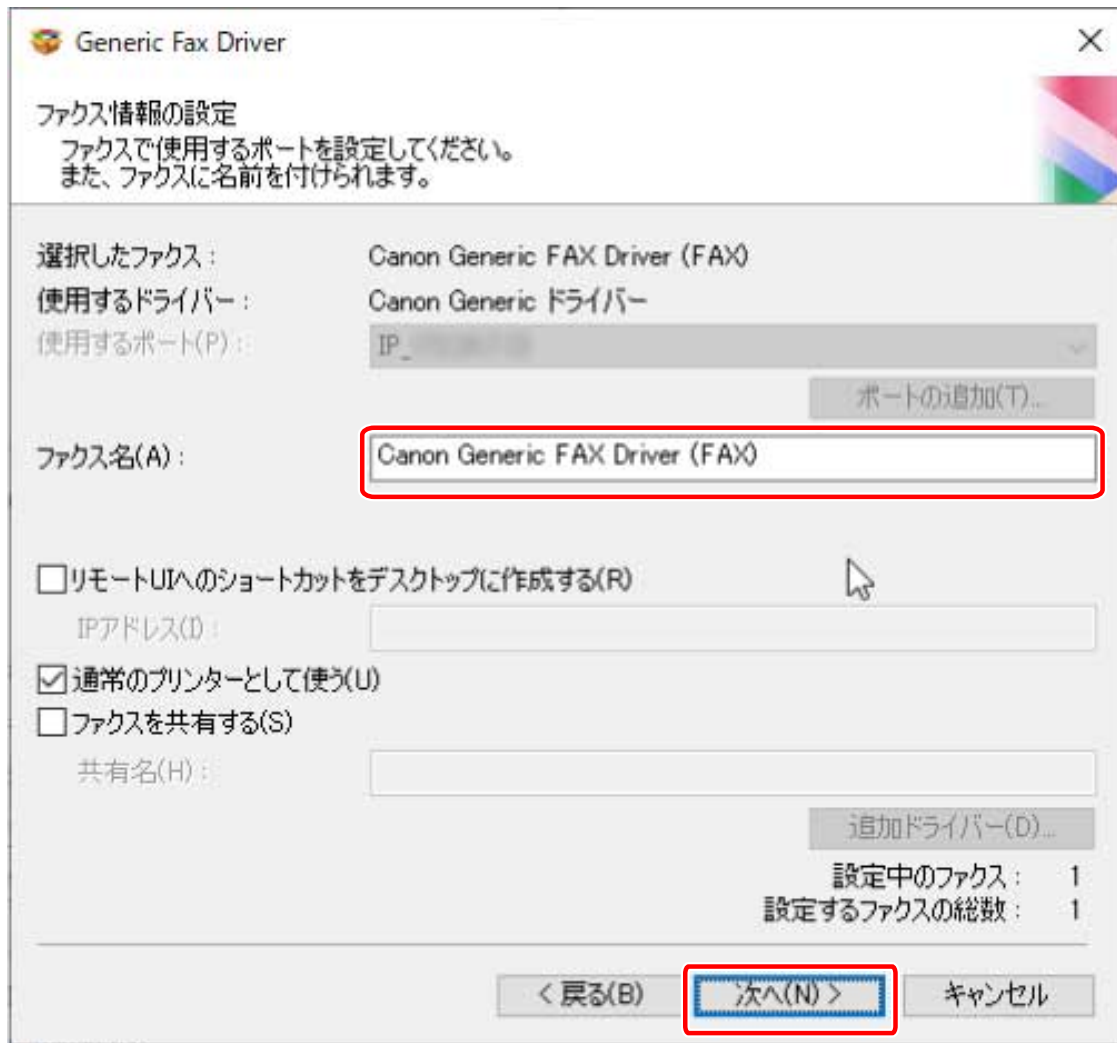 Generic Fax Driver
ファクス情報の設定
ファクスで使用するポートを設定してください。
また、ファクスに名前を付けられます。
選択したファクス : Canon Generic FAX Driver (FAX)
使用するドライバー : Canon Generic ドライバー
使用するポート(P) : IP_
ポートの追加(T)...
ファクス名(A) : Canon Generic FAX Driver (FAX)
リモートUIへのショートカットをデスクトップに作成する(R)
IPアドレス(I) :
通常のプリンターとして使う(U)
ファクスを共有する(S)
共有名(H) :
追加ドライバー(D)...
設定中のファクス : 1
設定するファクスの総数 : 1
< 戻る(B) 次へ(N) > キャンセル